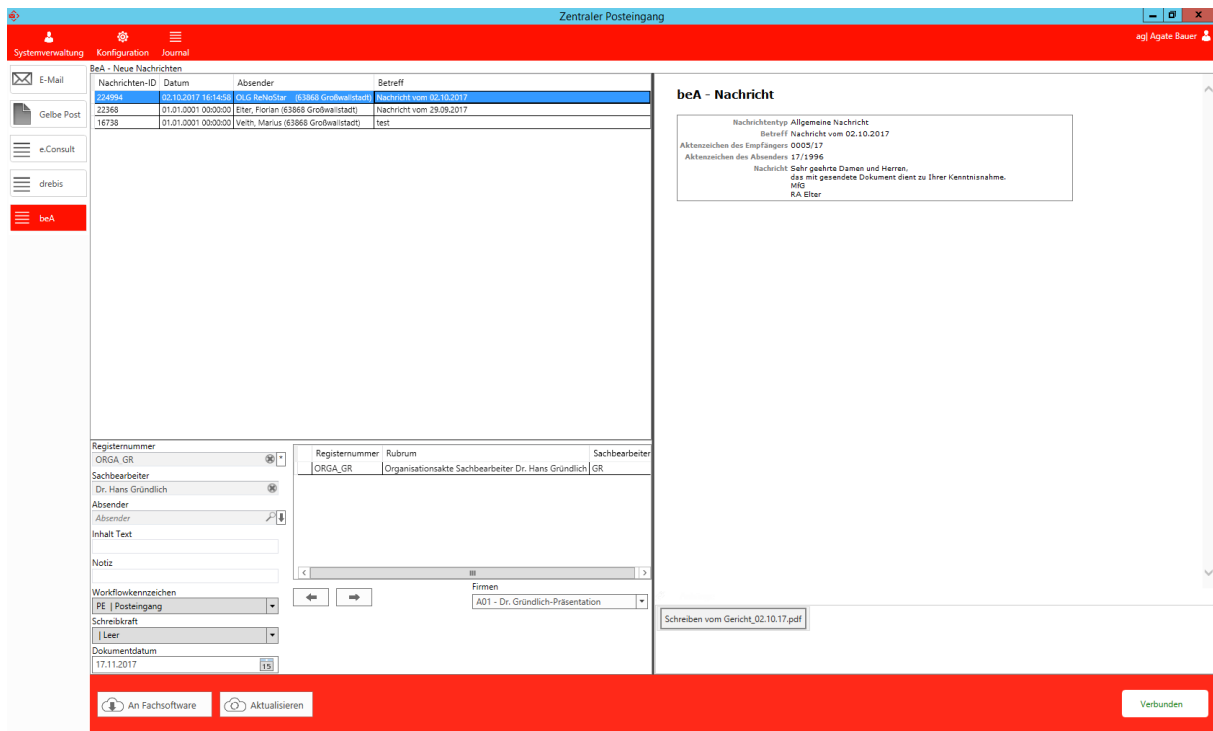 Zentraler Posteingang
Systemverwaltung Konfiguration Journal
ag| Agate Bauer
E-Mail
Gelbe Post
e.Consult
drebis
beA
BeA - Neue Nachrichten
Nachrichten-ID Datum Absender Betreff
224994 02.10.2017 16:14:58 OLG ReNoStar (63868 Großwallstadt) Nachricht vom 02.10.2017
22368 01.01.0001 00:00:00 Elter, Florian (63868 Großwallstadt) Nachricht vom 29.09.2017
16738 01.01.0001 00:00:00 Veith, Marius (63868 Großwallstadt) test
beA - Nachricht
Nachrichtentyp Allgemeine Nachricht
Betreff Nachricht vom 02.10.2017
Aktenzeichen des Empfängers 0005/17
Aktenzeichen des Absenders 17/1996
Nachricht Sehr geehrte Damen und Herren,
das mit gesendete Dokument dient zu Ihrer Kenntnisnahme.
MfG
RA Elter
Registernummer
ORGA_GR
Sachbearbeiter
Dr. Hans Gründlich
Absender
Absender
Inhalt Text
Notiz
Workflowkennzeichen
PE | Posteingang
Schreibkraft
| Leer
Dokumentdatum
17.11.2017 15
Registernummer Rubrum Sachbearbeiter
ORGA_GR Organisationsakte Sachbearbeiter Dr. Hans Gründlich GR
Firmen
A01 - Dr. Gründlich-Präsentation
Schreiben vom Gericht_02.10.17.pdf
An Fachsoftware Aktualisieren
Verbunden